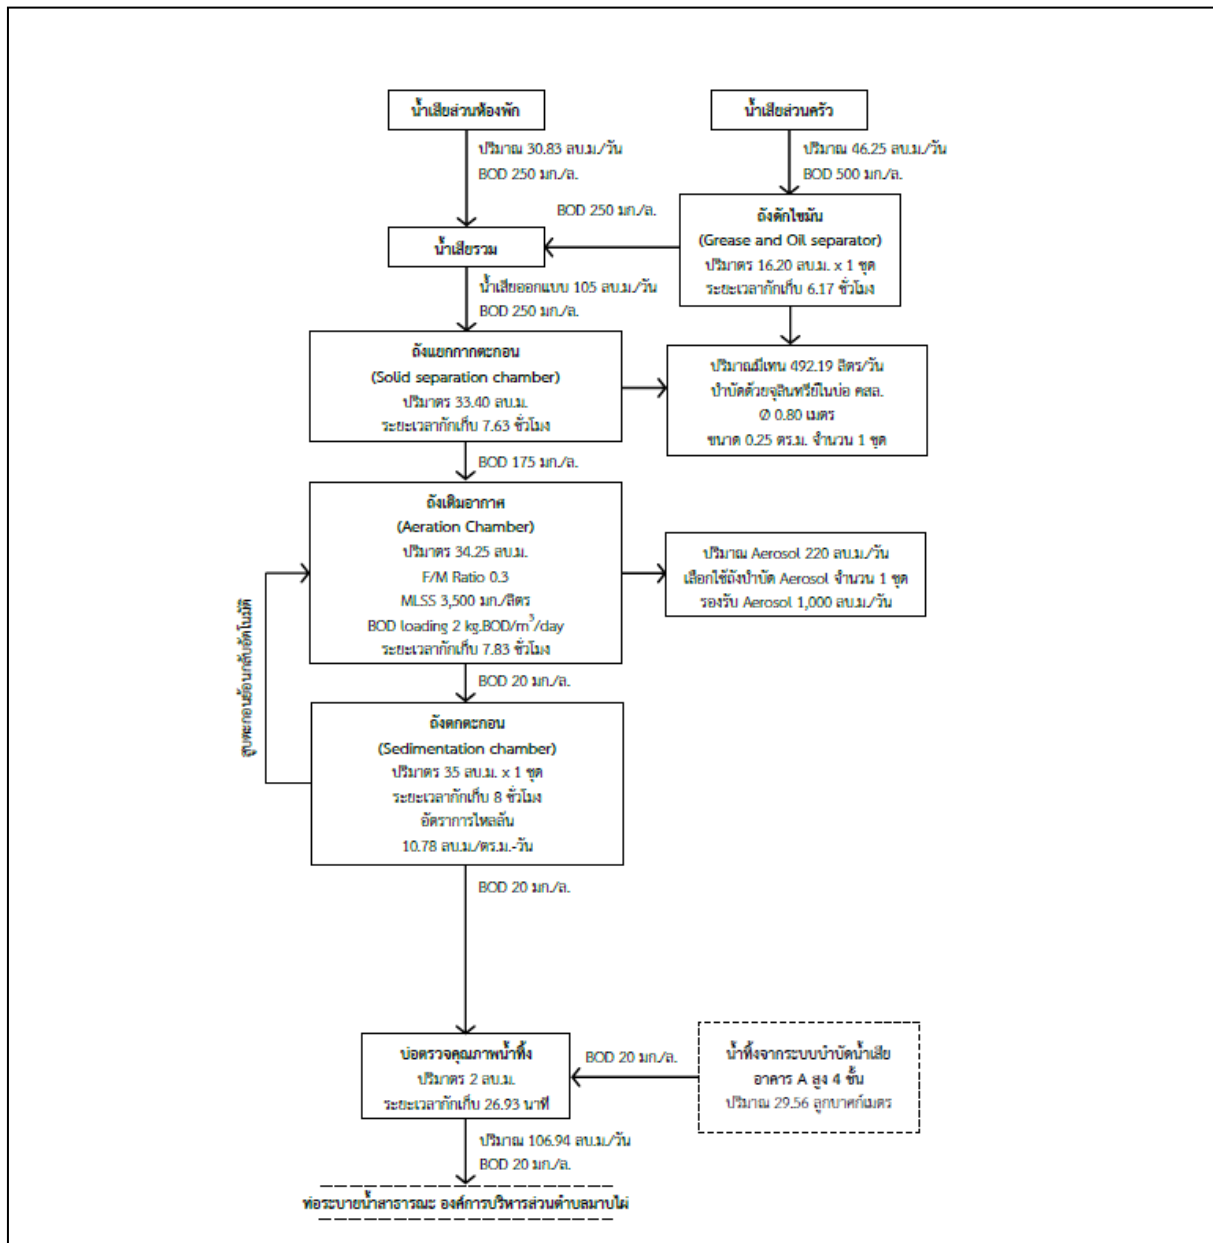 น้ำเสียส่วนห้องพัก
น้ำเสียส่วนครัว
ปริมาณ 30.83 ลบ.ม./วัน
BOD 250 มก./ล.
ปริมาณ 46.25 ลบ.ม./วัน
BOD 500 มก./ล.
BOD 250 มก./ล.
ถังดักไขมัน
(Grease and Oil separator)
ปริมาตร 16.20 ลบ.ม. x 1 ชุด
ระยะเวลากักเก็บ 6.17 ชั่วโมง
น้ำเสียรวม
น้ำเสียออกแบบ 105 ลบ.ม./วัน
BOD 250 มก./ล.
ถังแยกกากตะกอน
(Solid separation chamber)
ปริมาตร 33.40 ลบ.ม.
ระยะเวลากักเก็บ 7.63 ชั่วโมง
ปริมาณมีเทน 492.19 ลิตร/วัน
บำบัดด้วยจุลินทรีย์ในบ่อ คสล.
Ø 0.80 เมตร
ขนาด 0.25 ตร.ม. จำนวน 1 ชุด
BOD 175 มก./ล.
ถังเติมอากาศ
(Aeration Chamber)
ปริมาตร 34.25 ลบ.ม.
F/M Ratio 0.3
MLSS 3,500 มก./ลิตร
BOD loading 2 kg.BOD/m³/day
ระยะเวลากักเก็บ 7.83 ชั่วโมง
ปริมาณ Aerosol 220 ลบ.ม./วัน
เลือกใช้ถังบำบัด Aerosol จำนวน 1 ชุด
รองรับ Aerosol 1,000 ลบ.ม./วัน
สูบตะกอนย้อนกลับอัตโนมัติ
BOD 20 มก./ล.
ถังตกตะกอน
(Sedimentation chamber)
ปริมาตร 35 ลบ.ม. x 1 ชุด
ระยะเวลากักเก็บ 8 ชั่วโมง
อัตราการไหลล้น
10.78 ลบ.ม./ตร.ม.-วัน
BOD 20 มก./ล.
บ่อตรวจคุณภาพน้ำทิ้ง
ปริมาตร 2 ลบ.ม.
ระยะเวลากักเก็บ 26.93 นาที
BOD 20 มก./ล.
น้ำทิ้งจากระบบบำบัดน้ำเสีย
อาคาร A สูง 4 ชั้น
ปริมาณ 29.56 ลูกบาศก์เมตร
ปริมาณ 106.94 ลบ.ม./วัน
BOD 20 มก./ล.
ท่อระบายน้ำสาธารณะ องค์การบริหารส่วนตำบลมาบไผ่